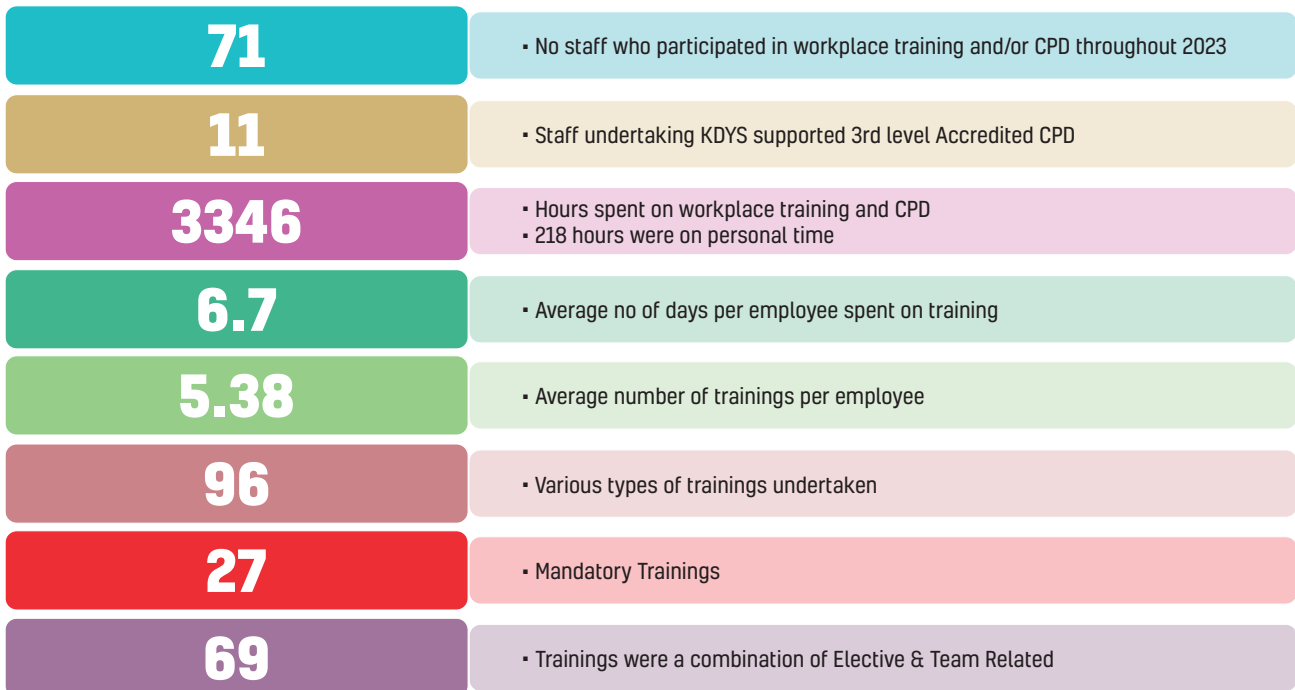 71
▪ No staff who participated in workplace training and/or CPD throughout 2023
11
▪ Staff undertaking KDYS supported 3rd level Accredited CPD
3346
▪ Hours spent on workplace training and CPD
▪ 218 hours were on personal time
6.7
▪ Average no of days per employee spent on training
5.38
▪ Average number of trainings per employee
96
▪ Various types of trainings undertaken
27
▪ Mandatory Trainings
69
▪ Trainings were a combination of Elective & Team Related